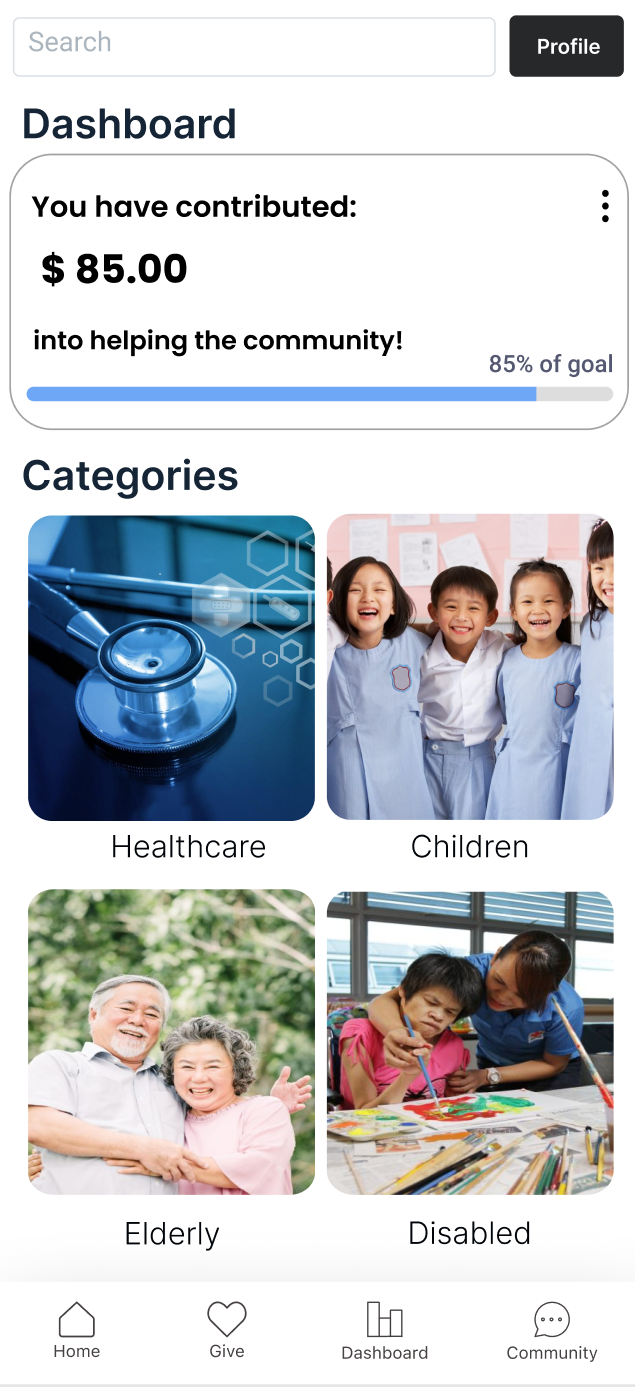 Search
Profile
Dashboard
You have contributed:
$ 85.00
into helping the community!
85% of goal
Categories
Healthcare
Children
Elderly
Disabled
Home
Give
Dashboard
Community